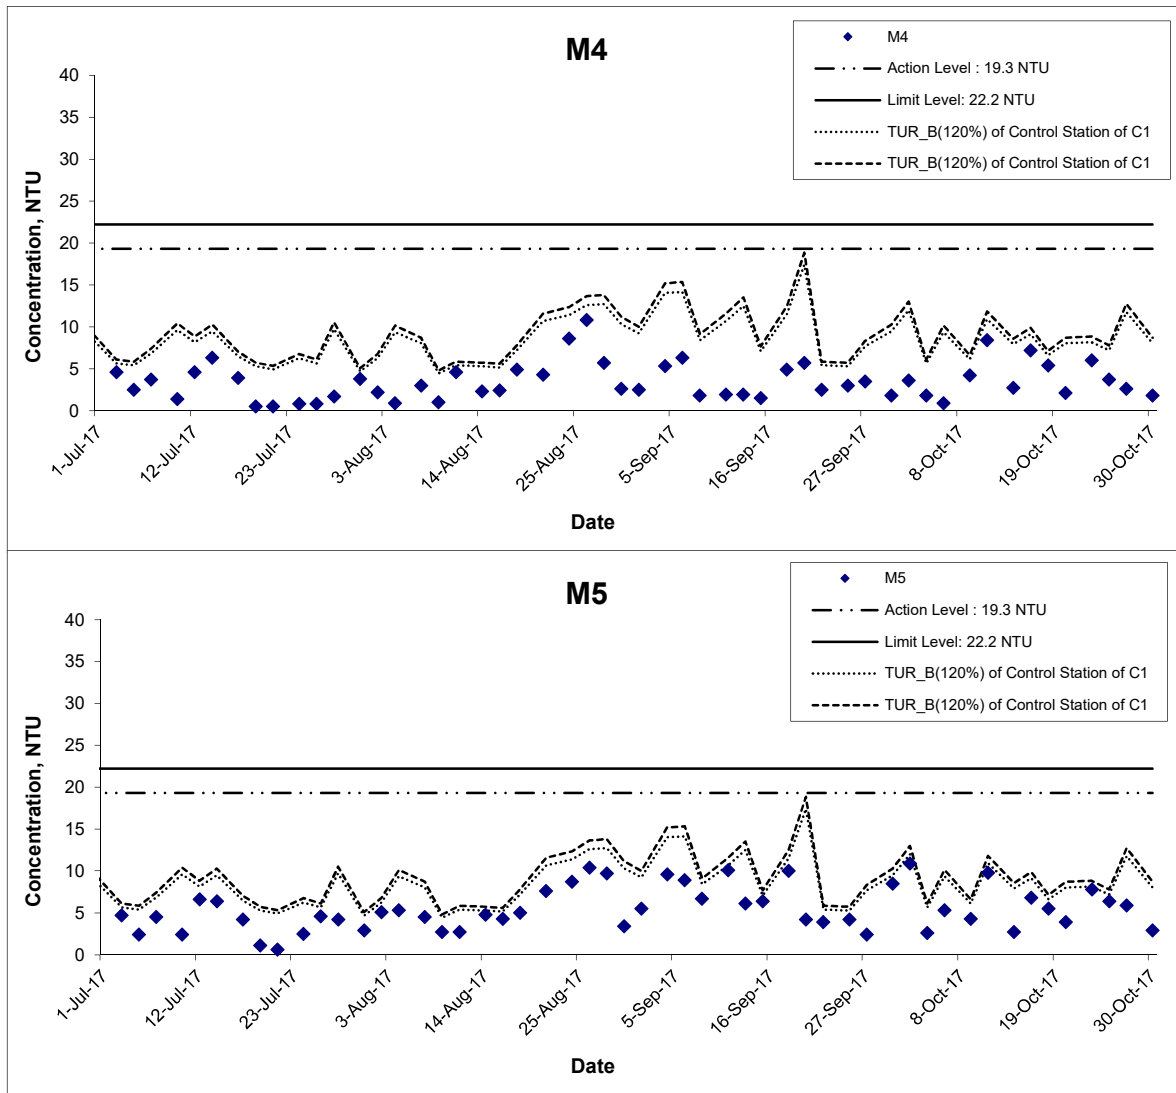 M4
M4
Action Level : 19.3 NTU
Limit Level: 22.2 NTU
TUR_B(120%) of Control Station of C1
TUR_B(120%) of Control Station of C1
Concentration, NTU
40
35
30
25
20
15
10
5
0
1-Jul-17
12-Jul-17
23-Jul-17
3-Aug-17
14-Aug-17
25-Aug-17
5-Sep-17
16-Sep-17
27-Sep-17
8-Oct-17
19-Oct-17
30-Oct-17
Date
M5
M5
Action Level : 19.3 NTU
Limit Level: 22.2 NTU
TUR_B(120%) of Control Station of C1
TUR_B(120%) of Control Station of C1
Concentration, NTU
40
35
30
25
20
15
10
5
0
1-Jul-17
12-Jul-17
23-Jul-17
3-Aug-17
14-Aug-17
25-Aug-17
5-Sep-17
16-Sep-17
27-Sep-17
8-Oct-17
19-Oct-17
30-Oct-17
Date